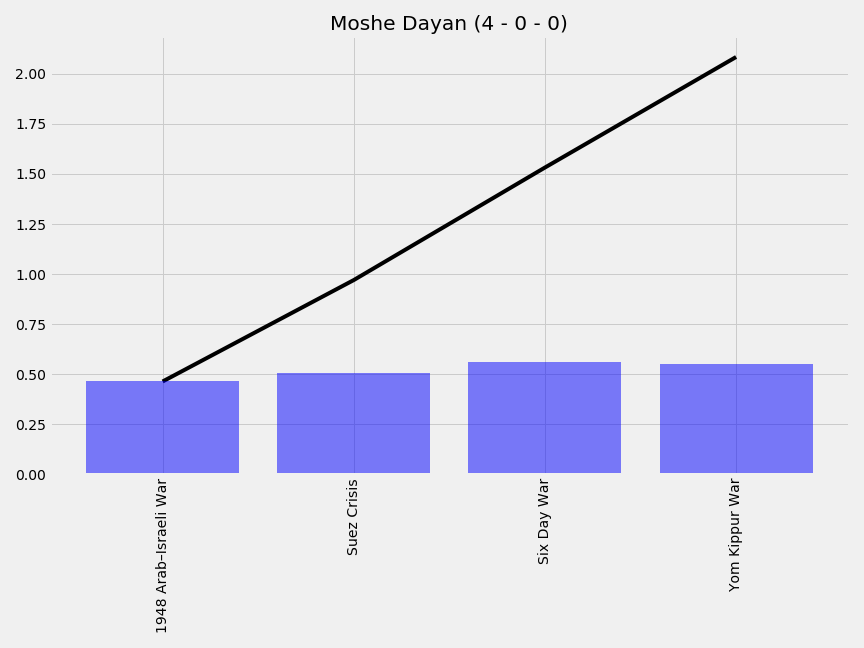 Moshe Dayan (4 - 0 - 0)
2.00
1.75
1.50
1.25
1.00
0.75
0.50
0.25
0.00
1948 Arab–Israeli War
Suez Crisis
Six Day War
Yom Kippur War